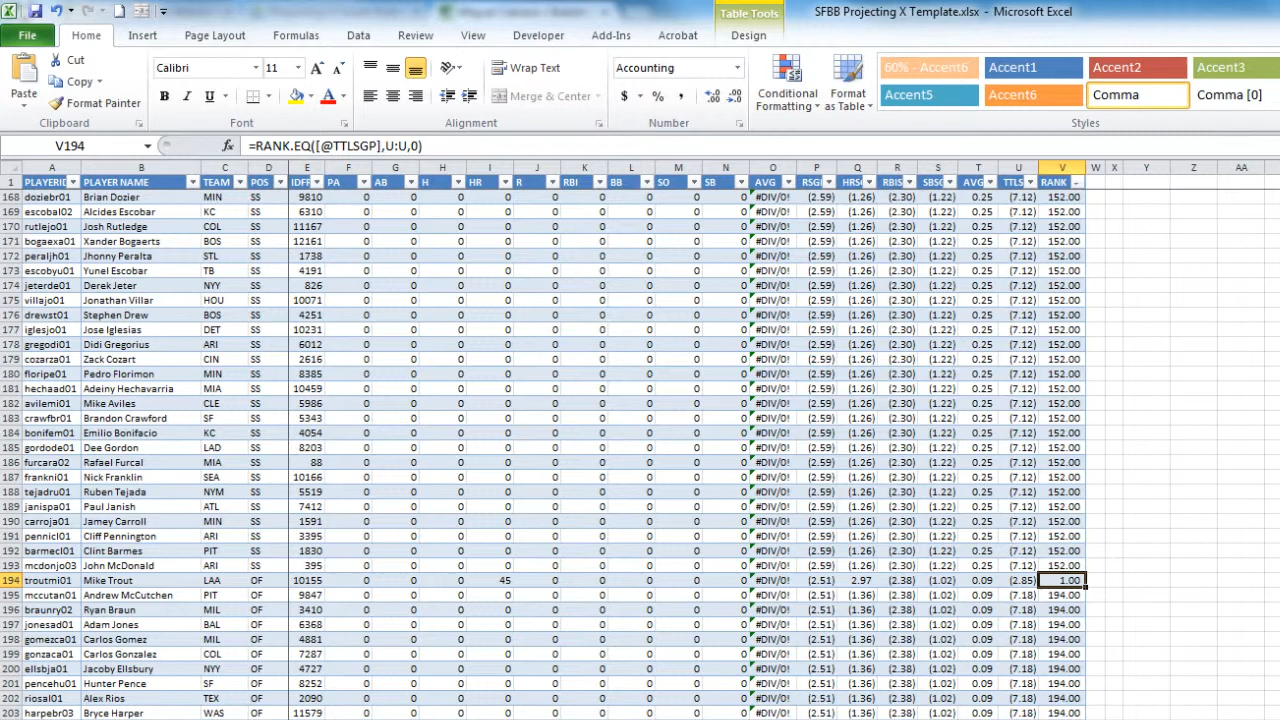 Table Tools
SFBB Projecting X Template.xlsx - Microsoft Excel
File Home Insert Page Layout Formulas Data Review View Developer Add-Ins Acrobat Design
Paste Cut Copy Format Painter Clipboard
Calibri 11 B I U A Font
Wrap Text Merge & Center Alignment
Accounting $ % , Number
Conditional Formatting Format as Table
60% - Accent6 Accent1 Accent2 Accent3
Accent5 Accent6 Comma Comma [0]
Styles
V194 fx =RANK.EQ([@TTLSGP],U:U,0)
A B C D E F G H I J K L M N O P Q R S T U V W X Y Z AA
1 PLAYERID PLAYER NAME TEAM POS IDFF PA AB H HR R RBI BB SO SB AVG RSG HRSG RBIS SBSG AVG TTLS RANK
168 doziebr01 Brian Dozier MIN SS 9810 0 0 0 0 0 0 0 0 0 #DIV/0! (2.59) (1.26) (2.30) (1.22) 0.25 (7.12) 152.00
169 escobal02 Alcides Escobar KC SS 6310 0 0 0 0 0 0 0 0 0 #DIV/0! (2.59) (1.26) (2.30) (1.22) 0.25 (7.12) 152.00
170 rutlejo01 Josh Rutledge COL SS 11167 0 0 0 0 0 0 0 0 0 #DIV/0! (2.59) (1.26) (2.30) (1.22) 0.25 (7.12) 152.00
171 bogaexa01 Xander Bogaerts BOS SS 12161 0 0 0 0 0 0 0 0 0 #DIV/0! (2.59) (1.26) (2.30) (1.22) 0.25 (7.12) 152.00
172 peraljh01 Jhonny Peralta STL SS 1738 0 0 0 0 0 0 0 0 0 #DIV/0! (2.59) (1.26) (2.30) (1.22) 0.25 (7.12) 152.00
173 escobyu01 Yunel Escobar TB SS 4191 0 0 0 0 0 0 0 0 0 #DIV/0! (2.59) (1.26) (2.30) (1.22) 0.25 (7.12) 152.00
174 jeterde01 Derek Jeter NYY SS 826 0 0 0 0 0 0 0 0 0 #DIV/0! (2.59) (1.26) (2.30) (1.22) 0.25 (7.12) 152.00
175 villajo01 Jonathan Villar HOU SS 10071 0 0 0 0 0 0 0 0 0 #DIV/0! (2.59) (1.26) (2.30) (1.22) 0.25 (7.12) 152.00
176 drewst01 Stephen Drew BOS SS 4251 0 0 0 0 0 0 0 0 0 #DIV/0! (2.59) (1.26) (2.30) (1.22) 0.25 (7.12) 152.00
177 iglesjo01 Jose Iglesias DET SS 10231 0 0 0 0 0 0 0 0 0 #DIV/0! (2.59) (1.26) (2.30) (1.22) 0.25 (7.12) 152.00
178 gregodi01 Didi Gregorius ARI SS 6012 0 0 0 0 0 0 0 0 0 #DIV/0! (2.59) (1.26) (2.30) (1.22) 0.25 (7.12) 152.00
179 cozarza01 Zack Cozart CIN SS 2616 0 0 0 0 0 0 0 0 0 #DIV/0! (2.59) (1.26) (2.30) (1.22) 0.25 (7.12) 152.00
180 floripe01 Pedro Florimon MIN SS 8385 0 0 0 0 0 0 0 0 0 #DIV/0! (2.59) (1.26) (2.30) (1.22) 0.25 (7.12) 152.00
181 hechaad01 Adeiny Hechavarria MIA SS 10459 0 0 0 0 0 0 0 0 0 #DIV/0! (2.59) (1.26) (2.30) (1.22) 0.25 (7.12) 152.00
182 avilemi01 Mike Aviles CLE SS 5986 0 0 0 0 0 0 0 0 0 #DIV/0! (2.59) (1.26) (2.30) (1.22) 0.25 (7.12) 152.00
183 crawfbr01 Brandon Crawford SF SS 5343 0 0 0 0 0 0 0 0 0 #DIV/0! (2.59) (1.26) (2.30) (1.22) 0.25 (7.12) 152.00
184 bonifem01 Emilio Bonifacio KC SS 4054 0 0 0 0 0 0 0 0 0 #DIV/0! (2.59) (1.26) (2.30) (1.22) 0.25 (7.12) 152.00
185 gordode01 Dee Gordon LAD SS 8203 0 0 0 0 0 0 0 0 0 #DIV/0! (2.59) (1.26) (2.30) (1.22) 0.25 (7.12) 152.00
186 furcara02 Rafael Furcal MIA SS 88 0 0 0 0 0 0 0 0 0 #DIV/0! (2.59) (1.26) (2.30) (1.22) 0.25 (7.12) 152.00
187 frankni01 Nick Franklin SEA SS 10166 0 0 0 0 0 0 0 0 0 #DIV/0! (2.59) (1.26) (2.30) (1.22) 0.25 (7.12) 152.00
188 tejadru01 Ruben Tejada NYM SS 5519 0 0 0 0 0 0 0 0 0 #DIV/0! (2.59) (1.26) (2.30) (1.22) 0.25 (7.12) 152.00
189 janispa01 Paul Janish ATL SS 7412 0 0 0 0 0 0 0 0 0 #DIV/0! (2.59) (1.26) (2.30) (1.22) 0.25 (7.12) 152.00
190 carroja01 Jamey Carroll MIN SS 1591 0 0 0 0 0 0 0 0 0 #DIV/0! (2.59) (1.26) (2.30) (1.22) 0.25 (7.12) 152.00
191 pennicl01 Cliff Pennington ARI SS 3395 0 0 0 0 0 0 0 0 0 #DIV/0! (2.59) (1.26) (2.30) (1.22) 0.25 (7.12) 152.00
192 barmecl01 Clint Barmes PIT SS 1830 0 0 0 0 0 0 0 0 0 #DIV/0! (2.59) (1.26) (2.30) (1.22) 0.25 (7.12) 152.00
193 mcdonjo03 John McDonald ARI SS 395 0 0 0 0 0 0 0 0 0 #DIV/0! (2.59) (1.26) (2.30) (1.22) 0.25 (7.12) 152.00
194 troutmi01 Mike Trout LAA OF 10155 0 0 0 45 0 0 0 0 0 #DIV/0! (2.51) 2.97 (2.38) (1.02) 0.09 (2.85) 1.00
195 mccutan01 Andrew McCutchen PIT OF 9847 0 0 0 0 0 0 0 0 0 #DIV/0! (2.51) (1.36) (2.38) (1.02) 0.09 (7.18) 194.00
196 braunry02 Ryan Braun MIL OF 3410 0 0 0 0 0 0 0 0 0 #DIV/0! (2.51) (1.36) (2.38) (1.02) 0.09 (7.18) 194.00
197 jonesad01 Adam Jones BAL OF 6368 0 0 0 0 0 0 0 0 0 #DIV/0! (2.51) (1.36) (2.38) (1.02) 0.09 (7.18) 194.00
198 gomezca01 Carlos Gomez MIL OF 4881 0 0 0 0 0 0 0 0 0 #DIV/0! (2.51) (1.36) (2.38) (1.02) 0.09 (7.18) 194.00
199 gonzaca01 Carlos Gonzalez COL OF 7287 0 0 0 0 0 0 0 0 0 #DIV/0! (2.51) (1.36) (2.38) (1.02) 0.09 (7.18) 194.00
200 ellsbja01 Jacoby Ellsbury NYY OF 4727 0 0 0 0 0 0 0 0 0 #DIV/0! (2.51) (1.36) (2.38) (1.02) 0.09 (7.18) 194.00
201 pencehu01 Hunter Pence SF OF 8252 0 0 0 0 0 0 0 0 0 #DIV/0! (2.51) (1.36) (2.38) (1.02) 0.09 (7.18) 194.00
202 riosal01 Alex Rios TEX OF 2090 0 0 0 0 0 0 0 0 0 #DIV/0! (2.51) (1.36) (2.38) (1.02) 0.09 (7.18) 194.00
203 harpebr03 Bryce Harper WAS OF 11579 0 0 0 0 0 0 0 0 0 #DIV/0! (2.51) (1.36) (2.38) (1.02) 0.09 (7.18) 194.00